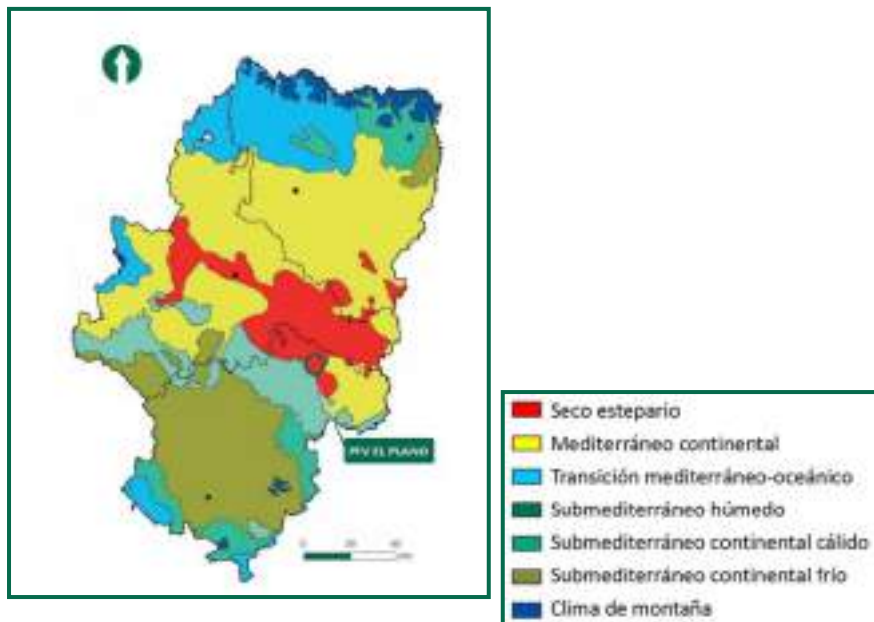 PFV EL PLANO
0
Seco estepario
Mediterráneo continental
Transición mediterráneo-oceánico
Submediterráneo húmedo
Submediterráneo continental cálido
Submediterráneo continental frío
Clima de montaña